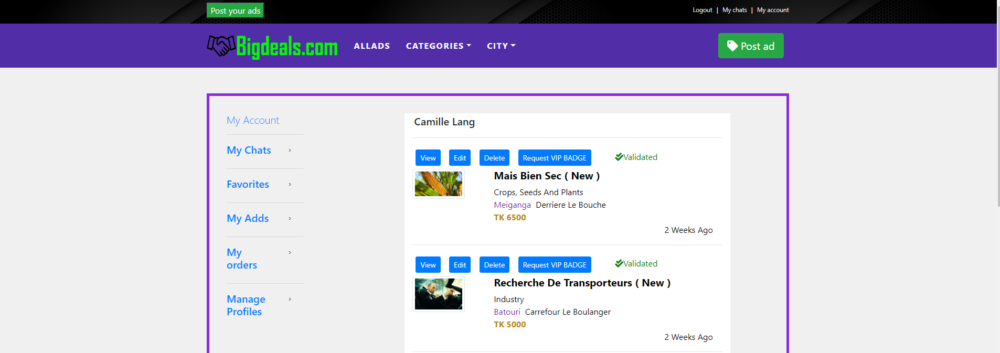 Post your ads
Logout | My chats | My account
Bigdeals.com
ALLADS CATEGORIES CITY
Post ad
My Account
My Chats ›
Favorites ›
My Adds ›
My ›
orders
Manage ›
Profiles
Camille Lang
View Edit Delete Request VIP BADGE Validated
Mais Bien Sec ( New )
Crops, Seeds And Plants
Meiganga Derriere Le Bouche
TK 6500
2 Weeks Ago
View Edit Delete Request VIP BADGE Validated
Recherche De Transporteurs ( New )
Industry
Batouri Carrefour Le Boulanger
TK 5000
2 Weeks Ago